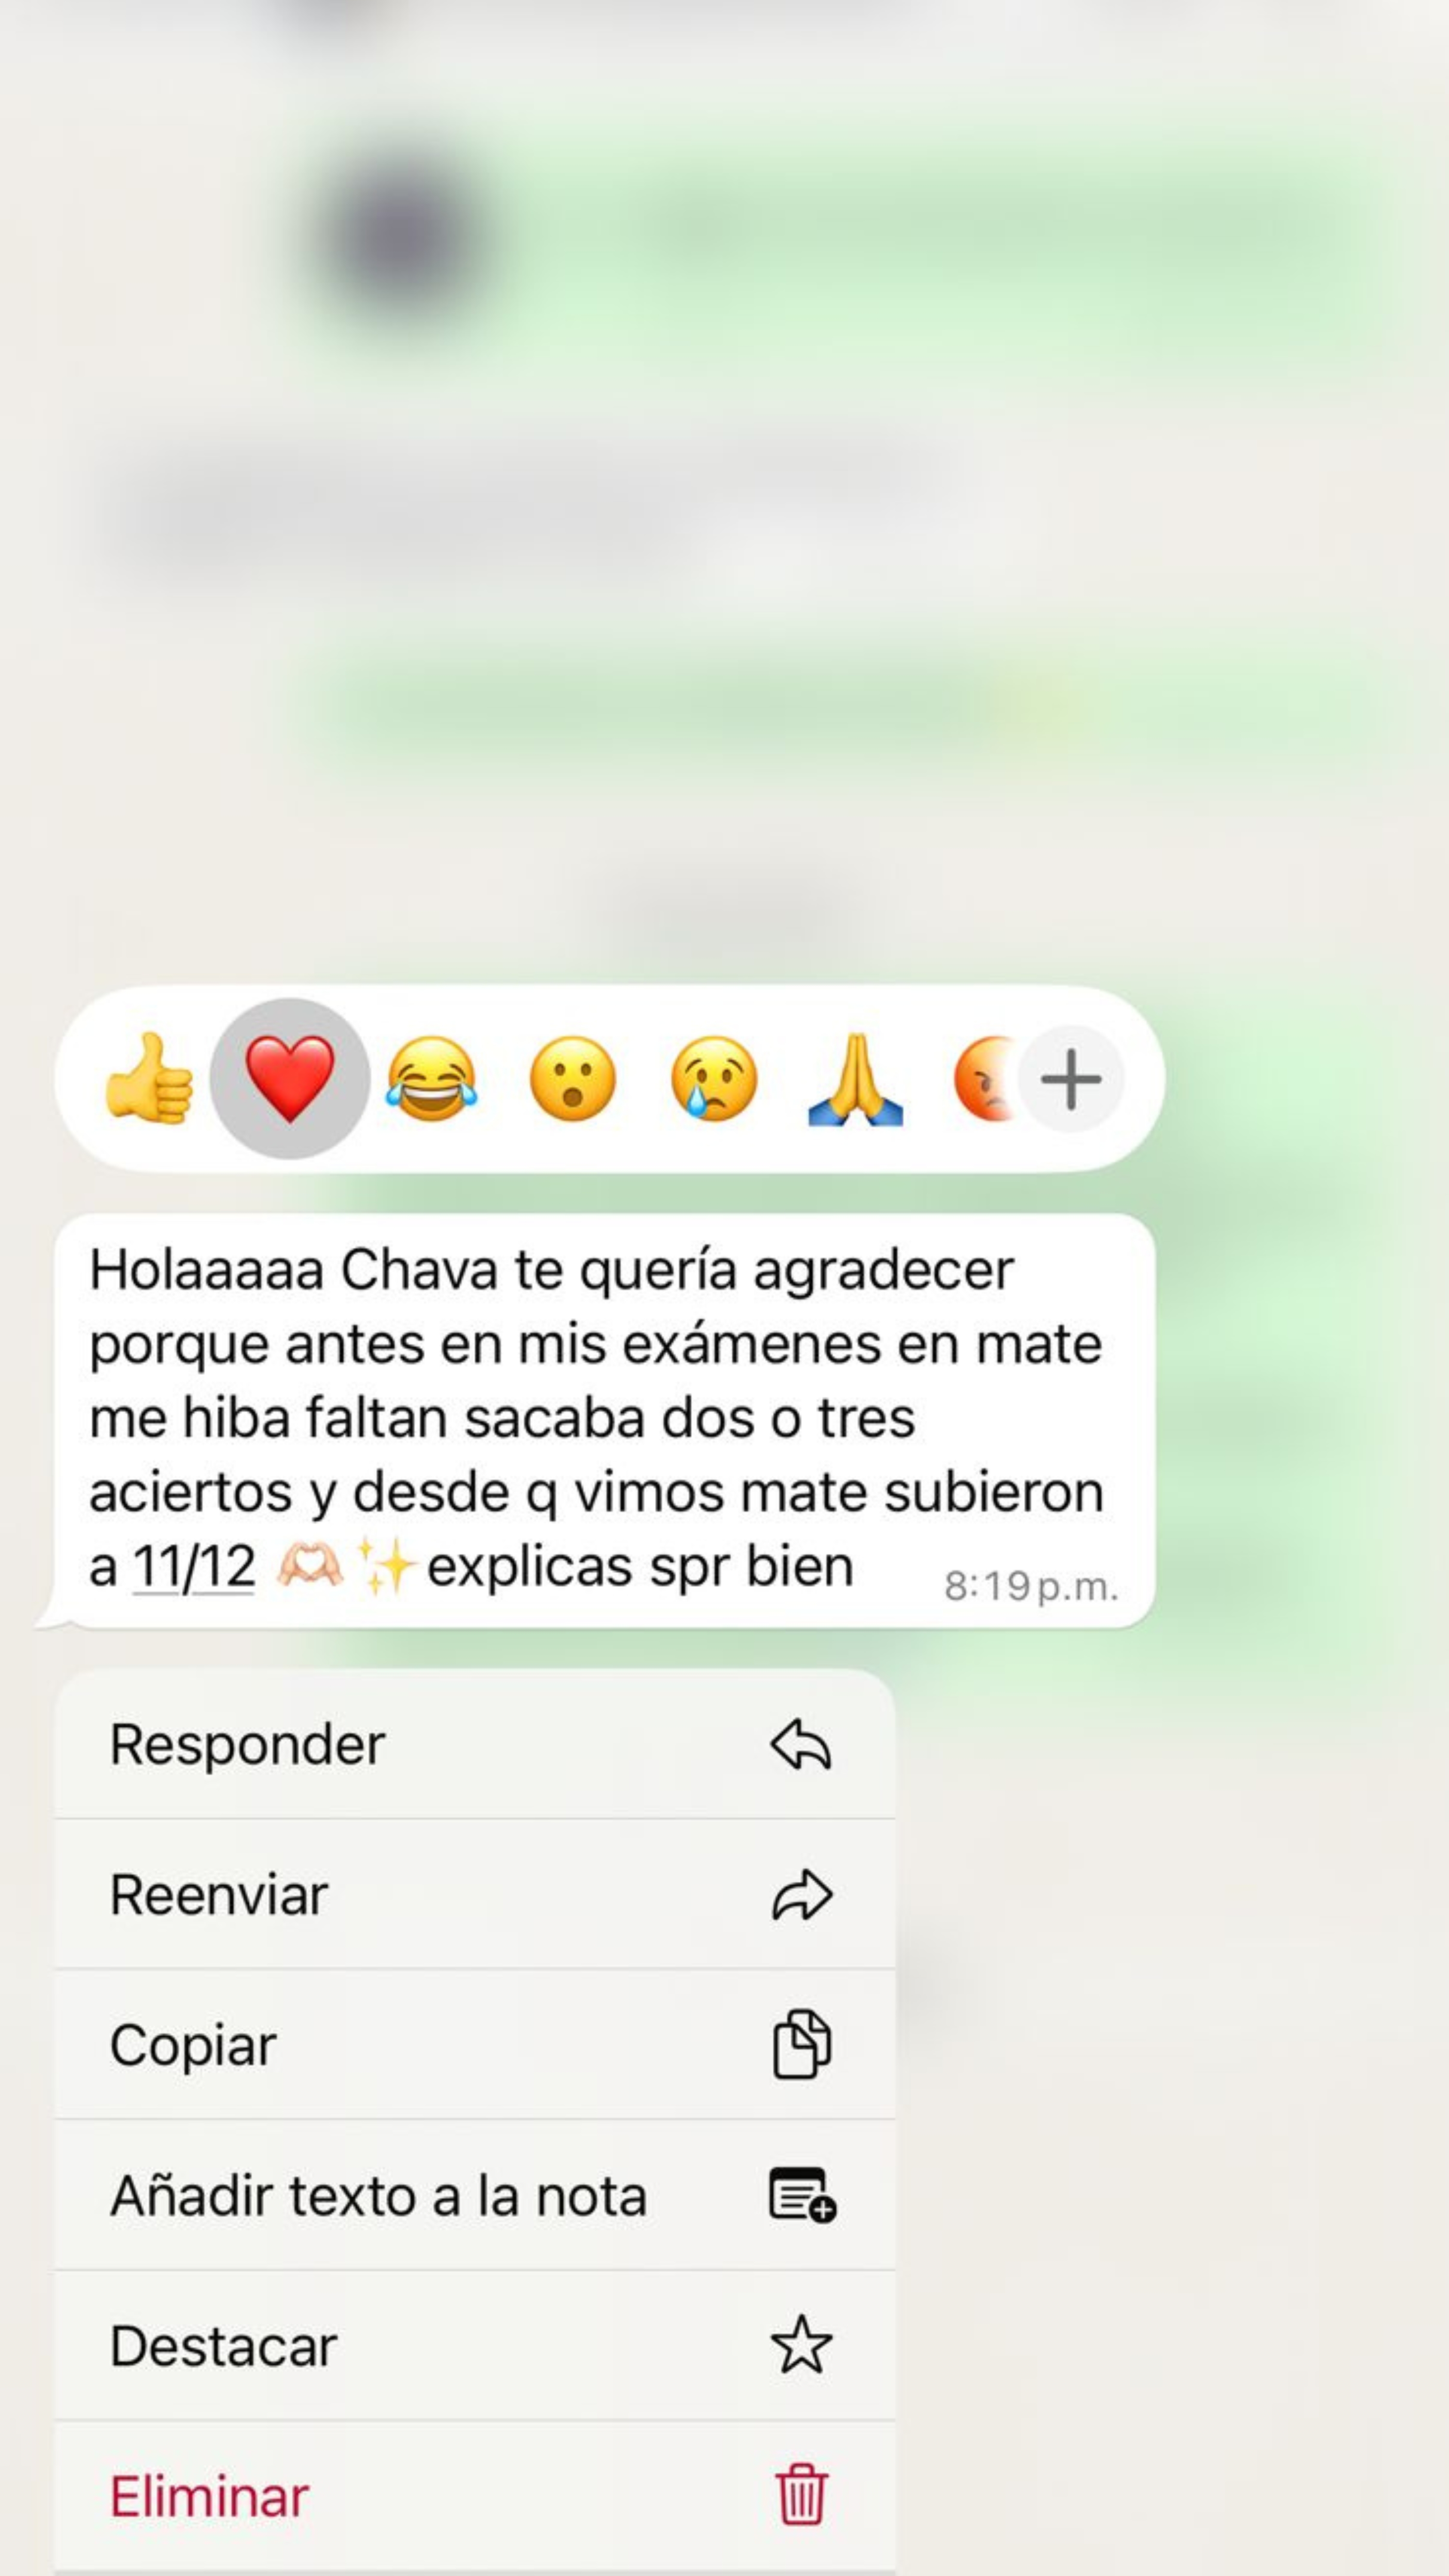 Holaaaaa Chava te quería agradecer
porque antes en mis exámenes en mate
me hiba faltan sacaba dos o tres
aciertos y desde q vimos mate subieron
a 11/12 🫶🏻✨explicas spr bien
8:19 p.m.
Responder
Reenviar
Copiar
Añadir texto a la nota
Destacar
Eliminar